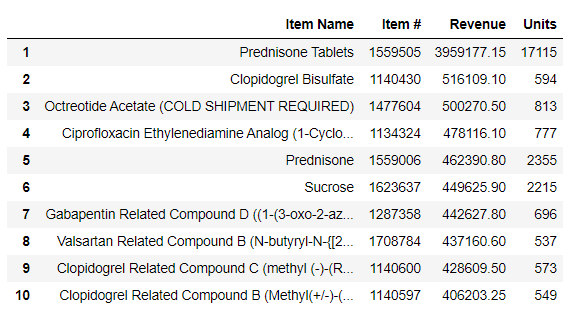 Item Name Item # Revenue Units
1 Prednisone Tablets 1559505 3959177.15 17115
2 Clopidogrel Bisulfate 1140430 516109.10 594
3 Octreotide Acetate (COLD SHIPMENT REQUIRED) 1477604 500270.50 813
4 Ciprofloxacin Ethylenediamine Analog (1-Cyclo... 1134324 478116.10 777
5 Prednisone 1559006 462390.80 2355
6 Sucrose 1623637 449625.90 2215
7 Gabapentin Related Compound D ((1-(3-oxo-2-az... 1287358 442627.80 696
8 Valsartan Related Compound B (N-butyryl-N-{[2... 1708784 437160.60 537
9 Clopidogrel Related Compound C (methyl (-)-(R... 1140600 428609.50 573
10 Clopidogrel Related Compound B (Methyl(+/-)-(... 1140597 406203.25 549